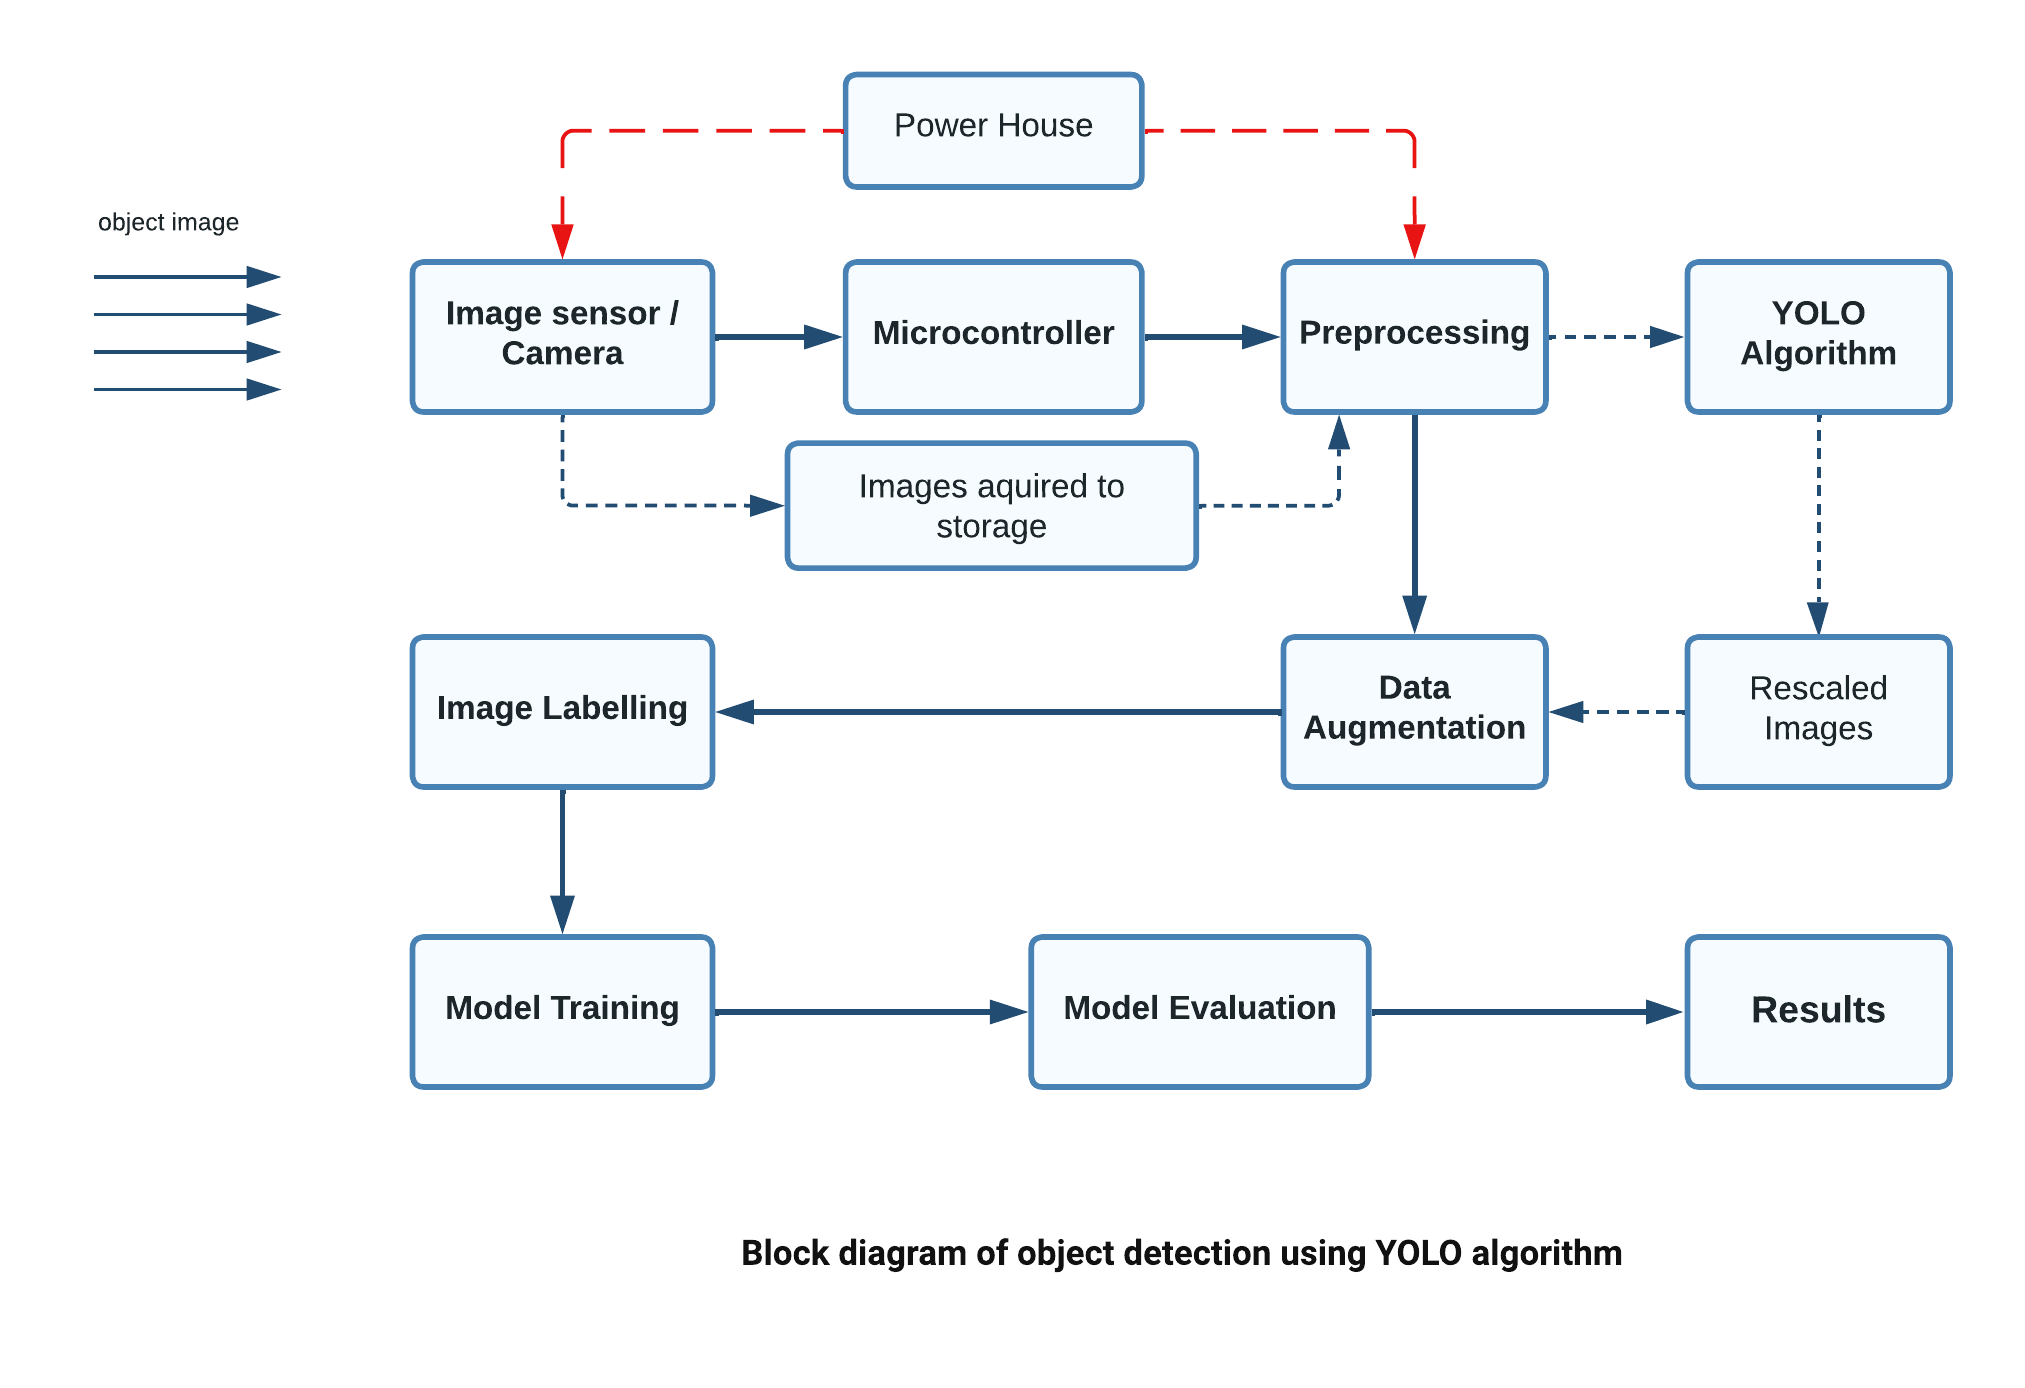 Power House
object image
Image sensor /
Camera
Microcontroller
Preprocessing
YOLO
Algorithm
Images aquired to
storage
Image Labelling
Data
Augmentation
Rescaled
Images
Model Training
Model Evaluation
Results
Block diagram of object detection using YOLO algorithm